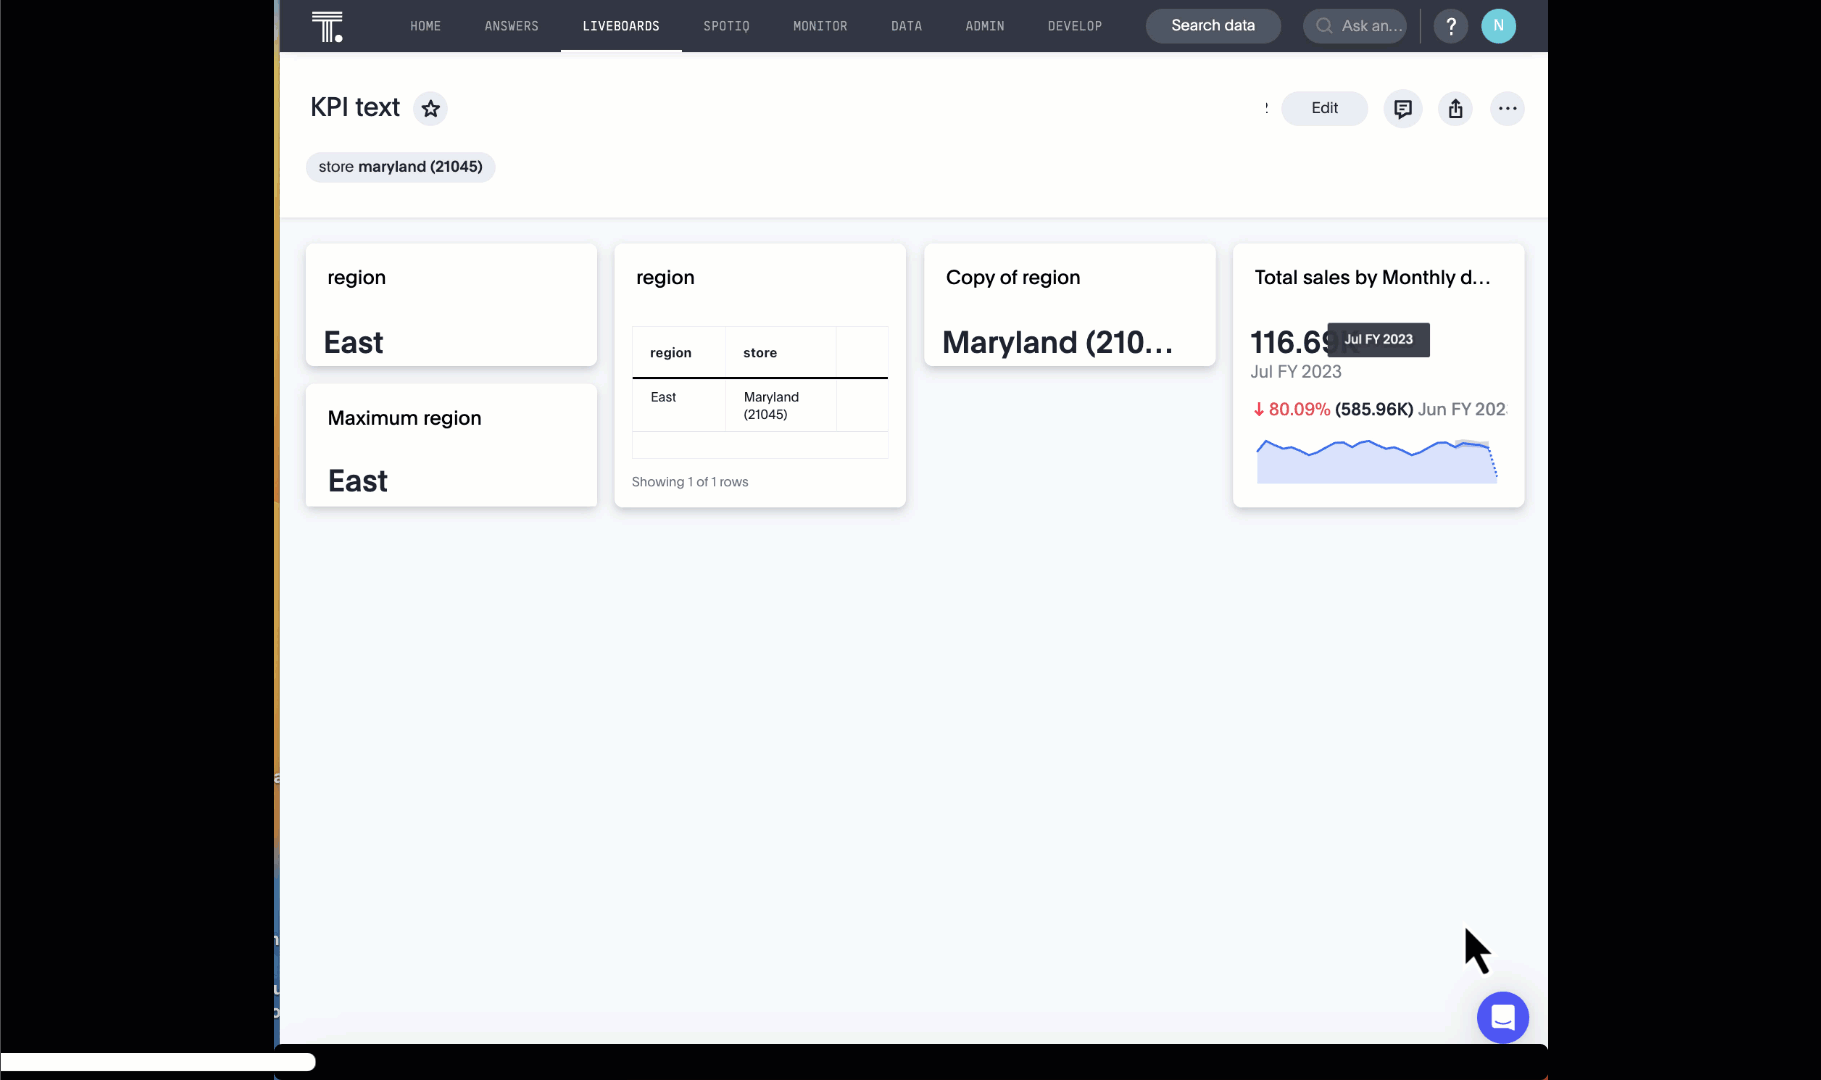 T.
HOME ANSWERS LIVEBOARDS SPOTIQ MONITOR DATA ADMIN DEVELOP Search data Ask an... ? N
KPI text
Edit
store maryland (21045)
region
East
Maximum region
East
region
region store
East Maryland
(21045)
Showing 1 of 1 rows
Copy of region
Maryland (210...
Total sales by Monthly d...
116.69K
Jul FY 2023
Jul FY 2023
80.09% (585.96K) Jun FY 202